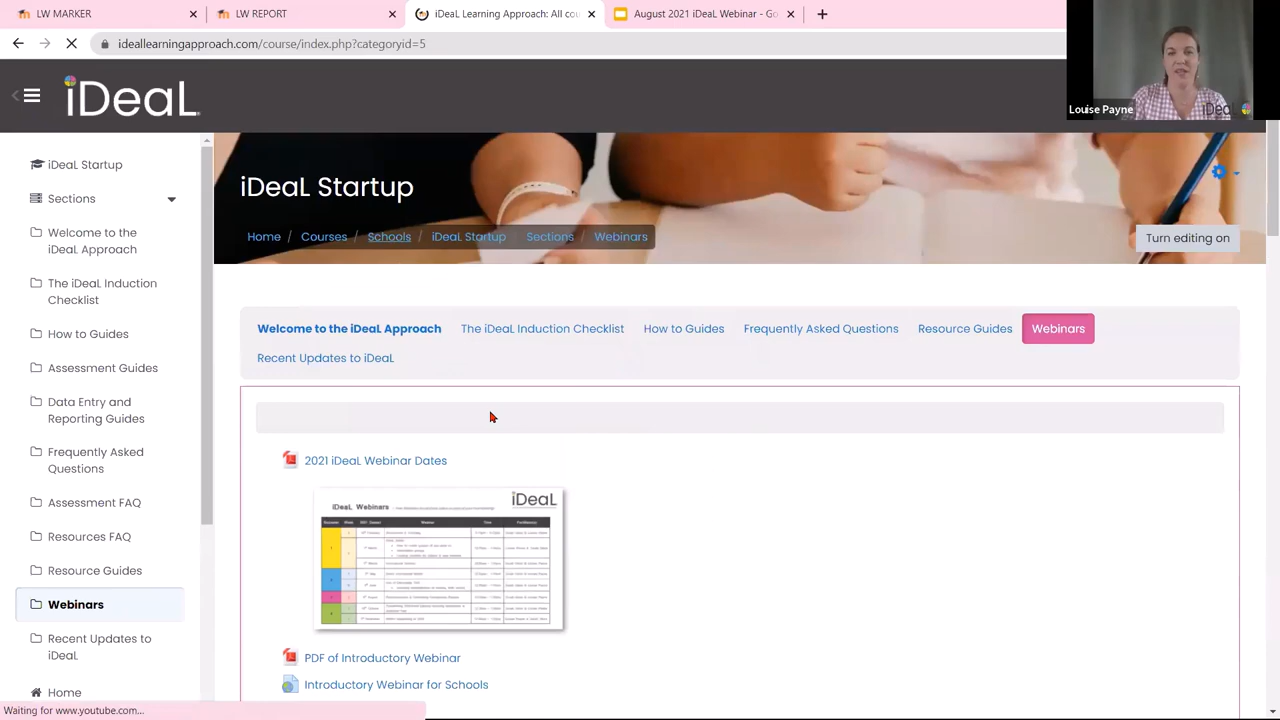 LW MARKER
LW REPORT
iDeaL Learning Approach: All cou
August 2021 iDeaL Webinar - Go
ideallearningapproach.com/course/index.php?categoryid=5
Louise Payne
iDeaL
iDeaL
iDeaL Startup
Sections
Welcome to the
iDeaL Approach
The iDeaL Induction
Checklist
How to Guides
Assessment Guides
Data Entry and
Reporting Guides
Frequently Asked
Questions
Assessment FAQ
Resources FAQ
Resource Guides
Webinars
Recent Updates to
iDeaL
Home
iDeaL Startup
Home / Courses / Schools / iDeaL Startup Sections / Webinars
Turn editing on
Welcome to the iDeaL Approach The iDeaL Induction Checklist How to Guides Frequently Asked Questions Resource Guides Webinars
Recent Updates to iDeaL
2021 iDeaL Webinar Dates
iDeaL
iDeaL Webinars
PDF of Introductory Webinar
Introductory Webinar for Schools
Waiting for www.youtube.com...